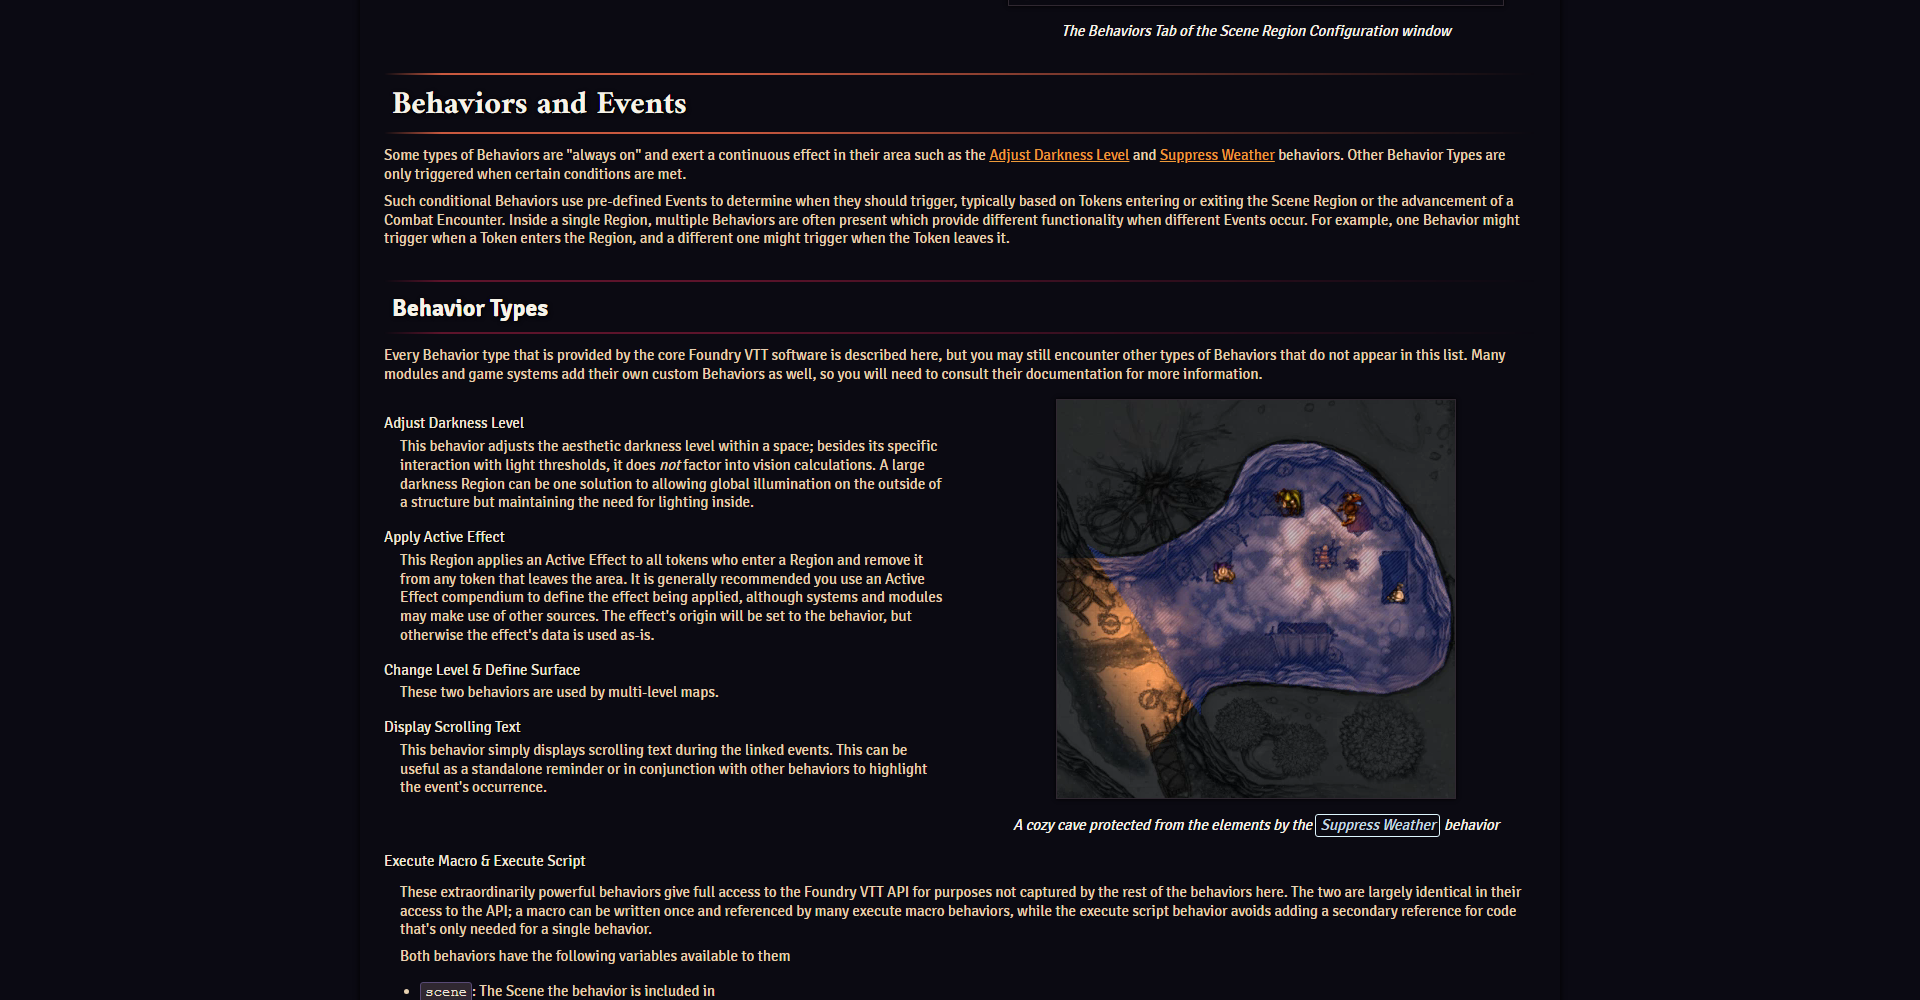 The Behaviors Tab of the Scene Region Configuration window
Behaviors and Events
Some types of Behaviors are "always on" and exert a continuous effect in their area such as the Adjust Darkness Level and Suppress Weather behaviors. Other Behavior Types are
only triggered when certain conditions are met.
Such conditional Behaviors use pre-defined Events to determine when they should trigger, typically based on Tokens entering or exiting the Scene Region or the advancement of a
Combat Encounter. Inside a single Region, multiple Behaviors are often present which provide different functionality when different Events occur. For example, one Behavior might
trigger when a Token enters the Region, and a different one might trigger when the Token leaves it.
Behavior Types
Every Behavior type that is provided by the core Foundry VTT software is described here, but you may still encounter other types of Behaviors that do not appear in this list. Many
modules and game systems add their own custom Behaviors as well, so you will need to consult their documentation for more information.
Adjust Darkness Level
This behavior adjusts the aesthetic darkness level within a space; besides its specific
interaction with light thresholds, it does not factor into vision calculations. A large
darkness Region can be one solution to allowing global illumination on the outside of
a structure but maintaining the need for lighting inside.
Apply Active Effect
This Region applies an Active Effect to all tokens who enter a Region and remove it
from any token that leaves the area. It is generally recommended you use an Active
Effect compendium to define the effect being applied, although systems and modules
may make use of other sources. The effect's origin will be set to the behavior, but
otherwise the effect's data is used as-is.
Change Level & Define Surface
These two behaviors are used by multi-level maps.
Display Scrolling Text
This behavior simply displays scrolling text during the linked events. This can be
useful as a standalone reminder or in conjunction with other behaviors to highlight
the event's occurrence.
A cozy cave protected from the elements by the Suppress Weather behavior
Execute Macro & Execute Script
These extraordinarily powerful behaviors give full access to the Foundry VTT API for purposes not captured by the rest of the behaviors here. The two are largely identical in their
access to the API; a macro can be written once and referenced by many execute macro behaviors, while the execute script behavior avoids adding a secondary reference for code
that's only needed for a single behavior.
Both behaviors have the following variables available to them
• scene: The Scene the behavior is included in